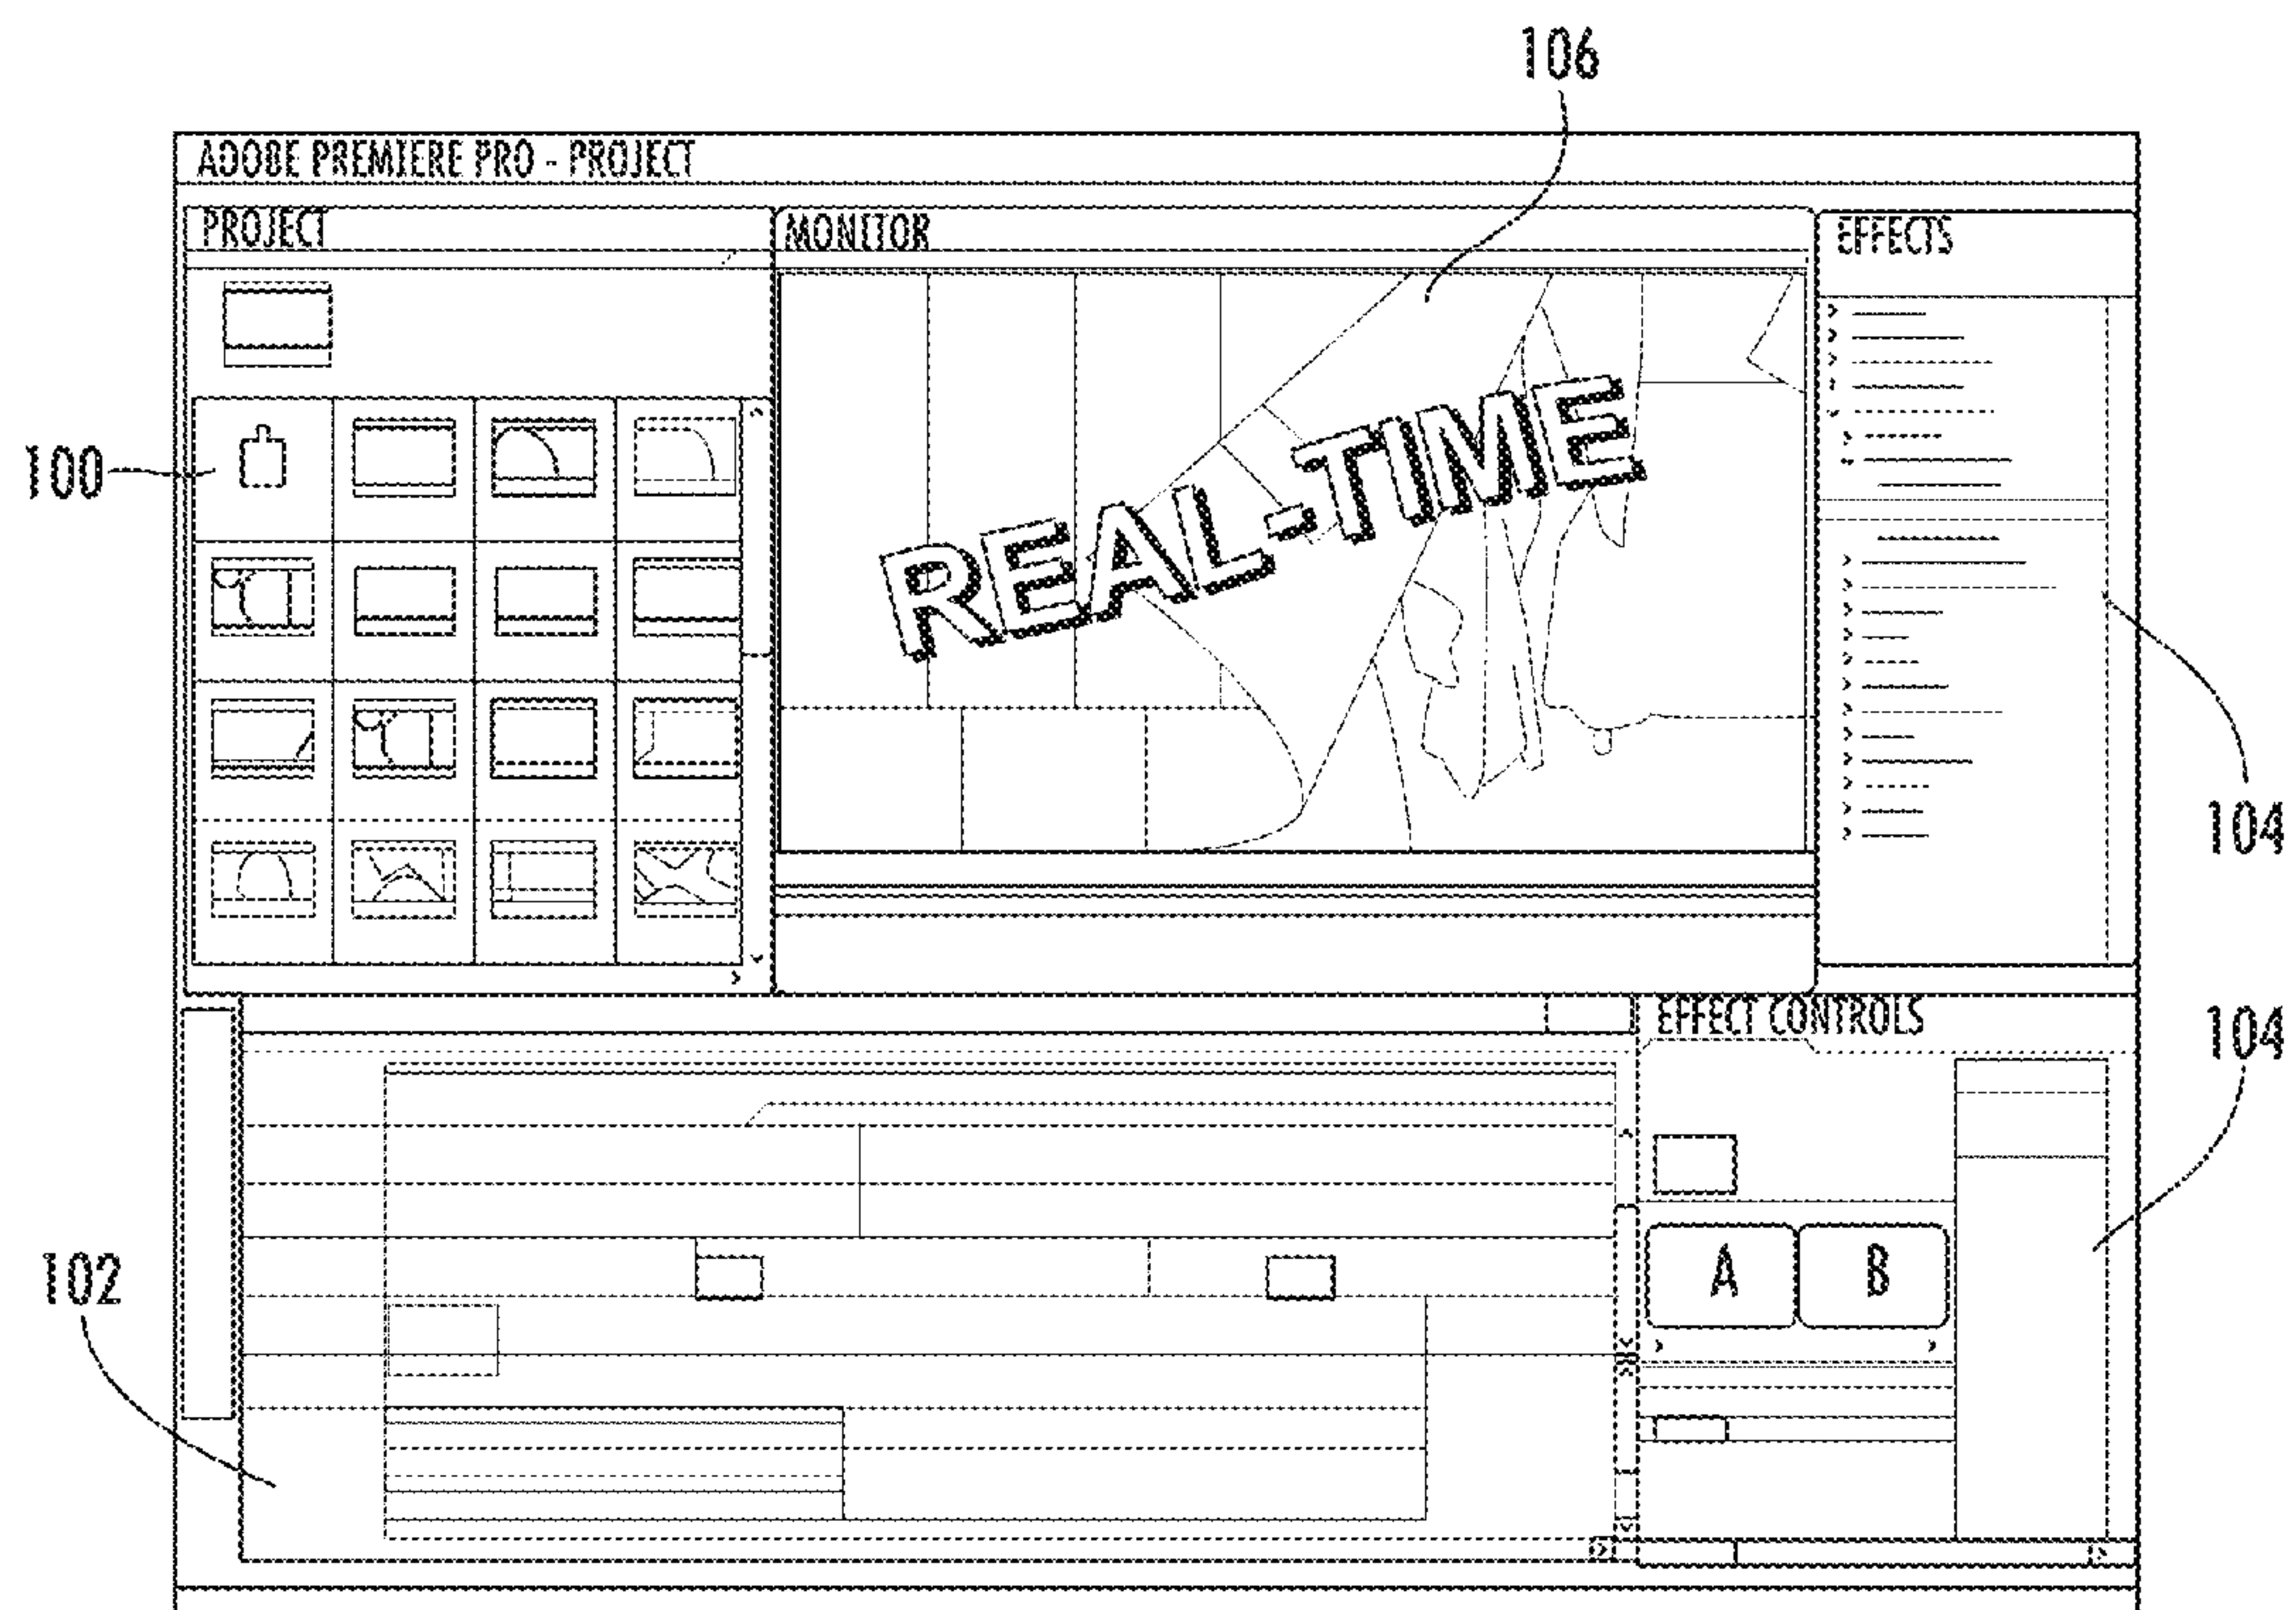 106
ADOBE PREMIERE PRO - PROJECT
PROJECT
MONITOR
EFFECTS
100
REAL-TIME
104
EFFECT CONTROLS
104
102
A
B